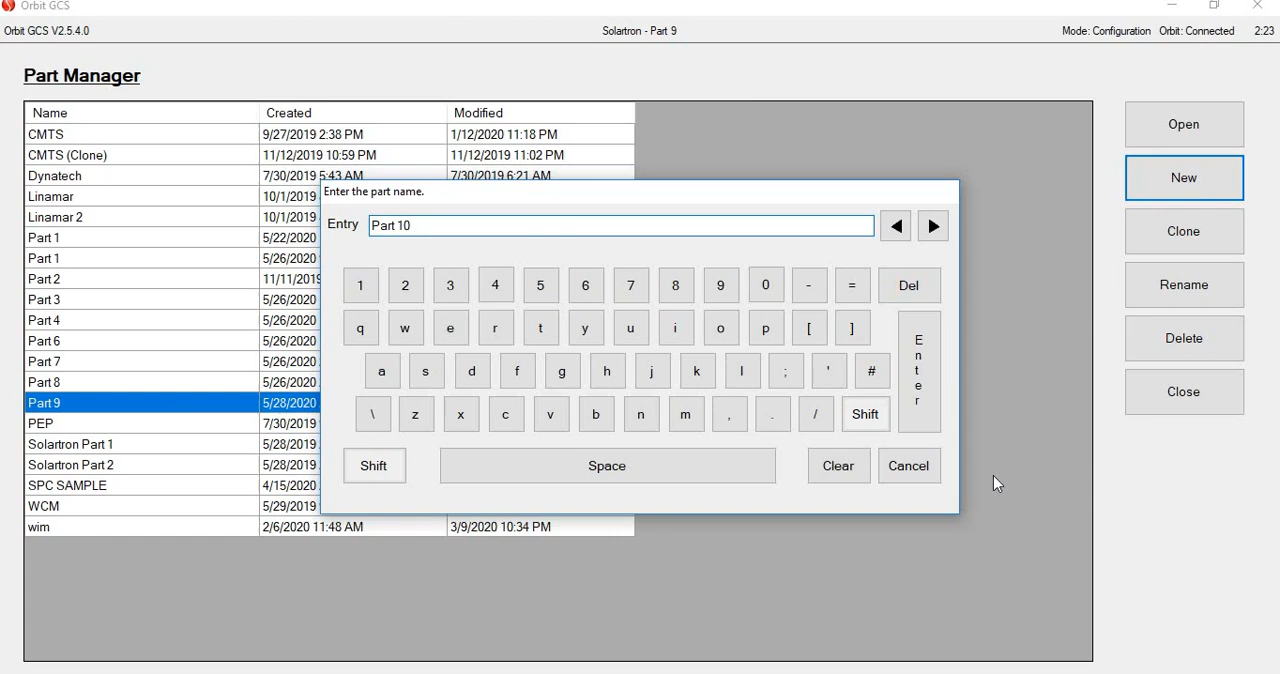 Orbit GCS
Orbit GCS V2.5.4.0 Solartron - Part 9 Mode: Configuration Orbit: Connected 2:23
Part Manager
Name Created Modified
CMTS 9/27/2019 2:38 PM 1/12/2020 11:18 PM
CMTS (Clone) 11/12/2019 10:59 PM 11/12/2019 11:02 PM
Dynatech 7/30/2019 5:43 AM 7/30/2019 6:21 AM
Linamar 10/1/2019
Linamar 2 10/1/2019
Part 1 5/22/2020
Part 1 5/26/2020
Part 2 11/11/2019
Part 3 5/26/2020
Part 4 5/26/2020
Part 6 5/26/2020
Part 7 5/26/2020
Part 8 5/26/2020
Part 9 5/28/2020
PEP 7/30/2019
Solartron Part 1 5/28/2019
Solartron Part 2 5/28/2019
SPC SAMPLE 4/15/2020
WCM 5/29/2019
wim 2/6/2020 11:48 AM 3/9/2020 10:34 PM
Enter the part name.
Entry Part 10
1 2 3 4 5 6 7 8 9 0 - = Del
q w e r t y u i o p [ ] Enter
a s d f g h j k l ; ' #
\ z x c v b n m , . / Shift
Shift Space Clear Cancel
Open
New
Clone
Rename
Delete
Close